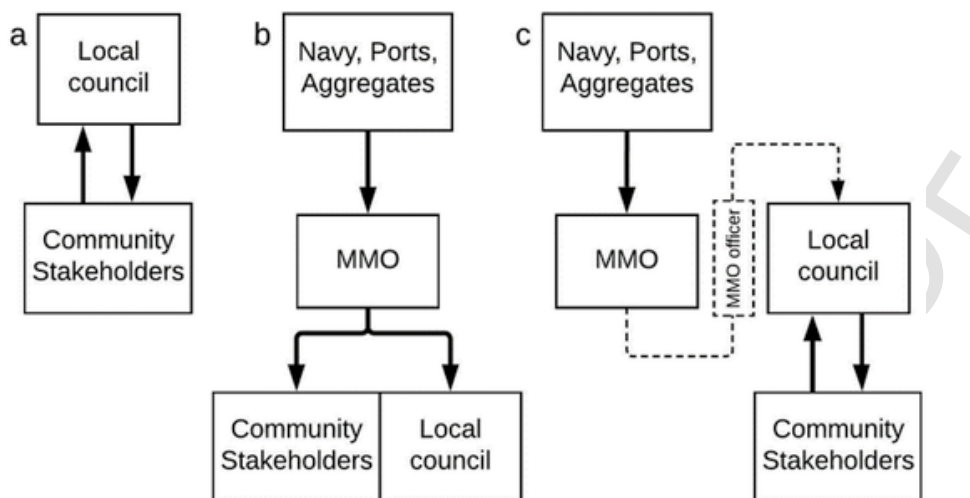 a
Local
council
Community
Stakeholders
b
Navy, Ports,
Aggregates
MMO
Community
Stakeholders
Local
council
c
Navy, Ports,
Aggregates
MMO
MMO officer
Local
council
Community
Stakeholders